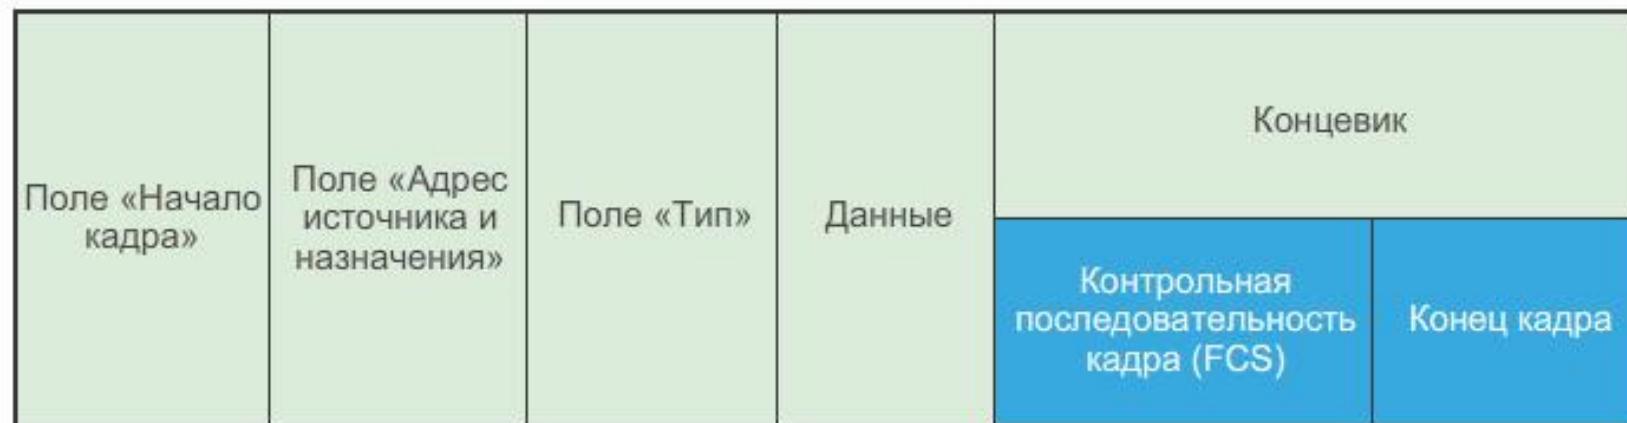 Поле «Начало
кадра»
Поле «Адрес
источника и
назначения»
Поле «Тип»
Данные
Концевик
Контрольная
последовательность
кадра (FCS)
Конец кадра